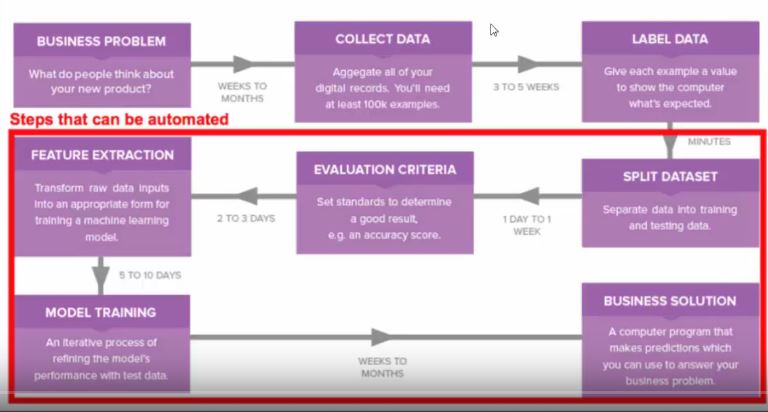 BUSINESS PROBLEM
What do people think about
your new product?
WEEKS TO
MONTHS
COLLECT DATA
Aggegate all of your
digital records. You'll need
at least 100k examples.
3 TO 5 WEEKS
LABEL DATA
Give each example a value
to show the computer
what's expected.
MINUTES
Steps that can be automated
SPLIT DATASET
Separate data into training
and testing data.
1 DAY TO 1
WEEK
EVALUATION CRITERIA
Set standards to determine
a good result,
e.g. an accuracy score.
2 TO 3 DAYS
FEATURE EXTRACTION
Transform raw data inputs
into an appropriate form for
training a machine learning
model.
5 TO 10 DAYS
MODEL TRAINING
An iterative process of
refining the model's
performance with test data.
WEEKS TO
MONTHS
BUSINESS SOLUTION
A computer program that
makes predictions which
you can use to answer your
business problem.